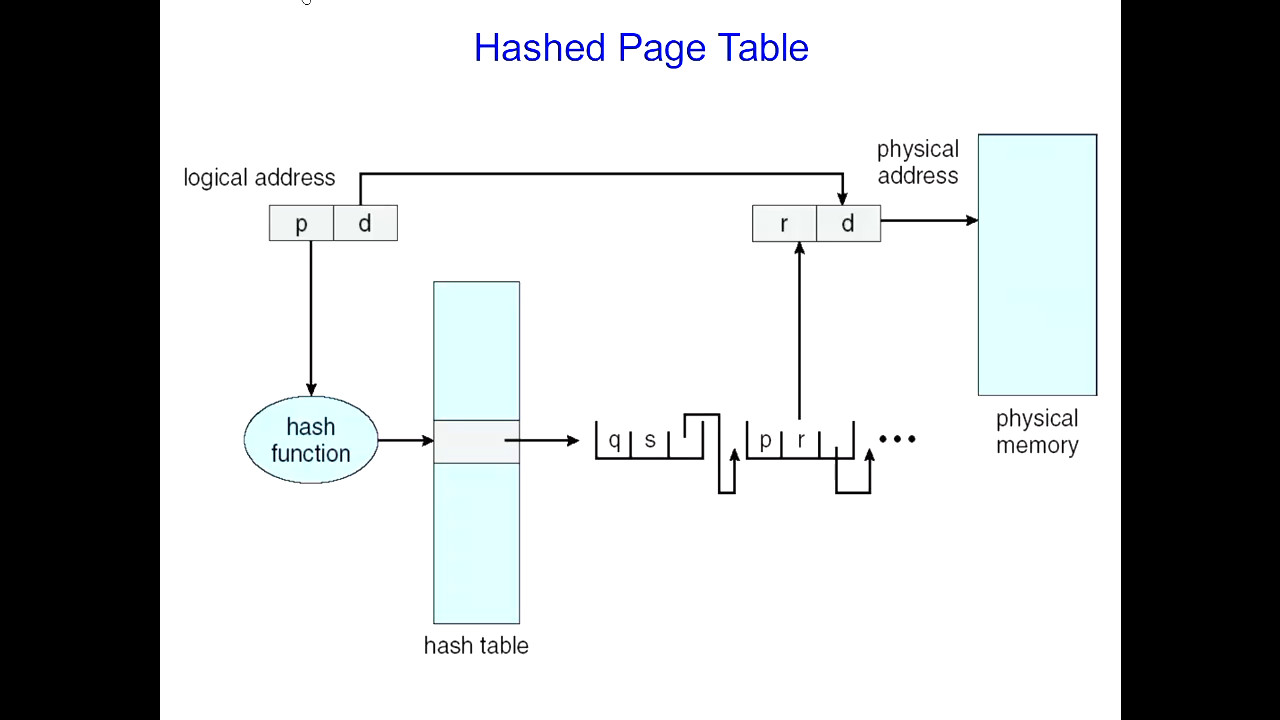 Hashed Page Table
logical address
p d
physical
address
r d
hash
function
q s
p r
•••
physical
memory
hash table